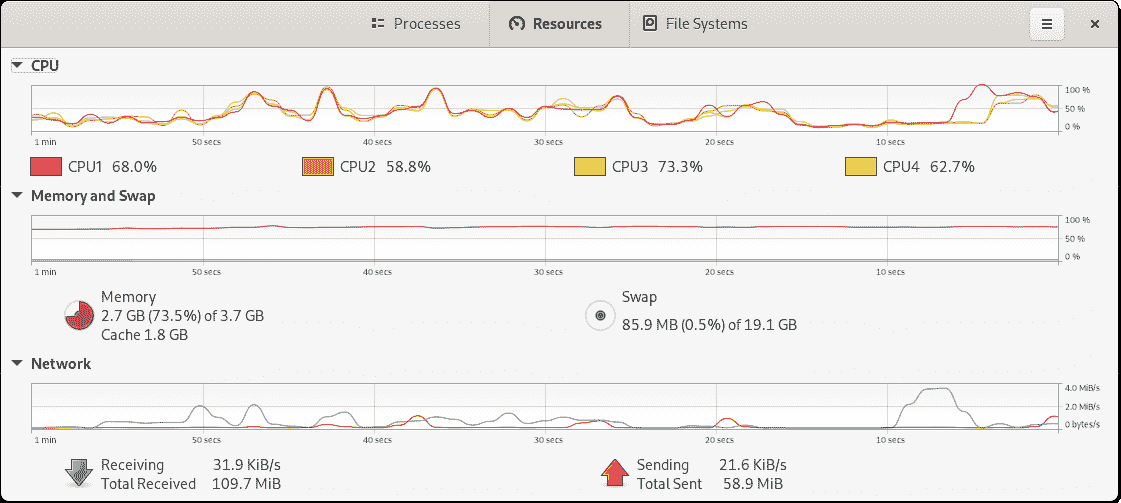 Processes Resources File Systems
CPU
100 %
50 %
0 %
1 min 50 secs 40 secs 30 secs 20 secs 10 secs
CPU1 68.0% CPU2 58.8% CPU3 73.3% CPU4 62.7%
Memory and Swap
100 %
50 %
0 %
1 min 50 secs 40 secs 30 secs 20 secs 10 secs
Memory
2.7 GB (73.5%) of 3.7 GB
Cache 1.8 GB
Swap
85.9 MB (0.5%) of 19.1 GB
Network
4.0 MiB/s
2.0 MiB/s
0 bytes/s
1 min 50 secs 40 secs 30 secs 20 secs 10 secs
Receiving 31.9 KiB/s
Total Received 109.7 MiB
Sending 21.6 KiB/s
Total Sent 58.9 MiB